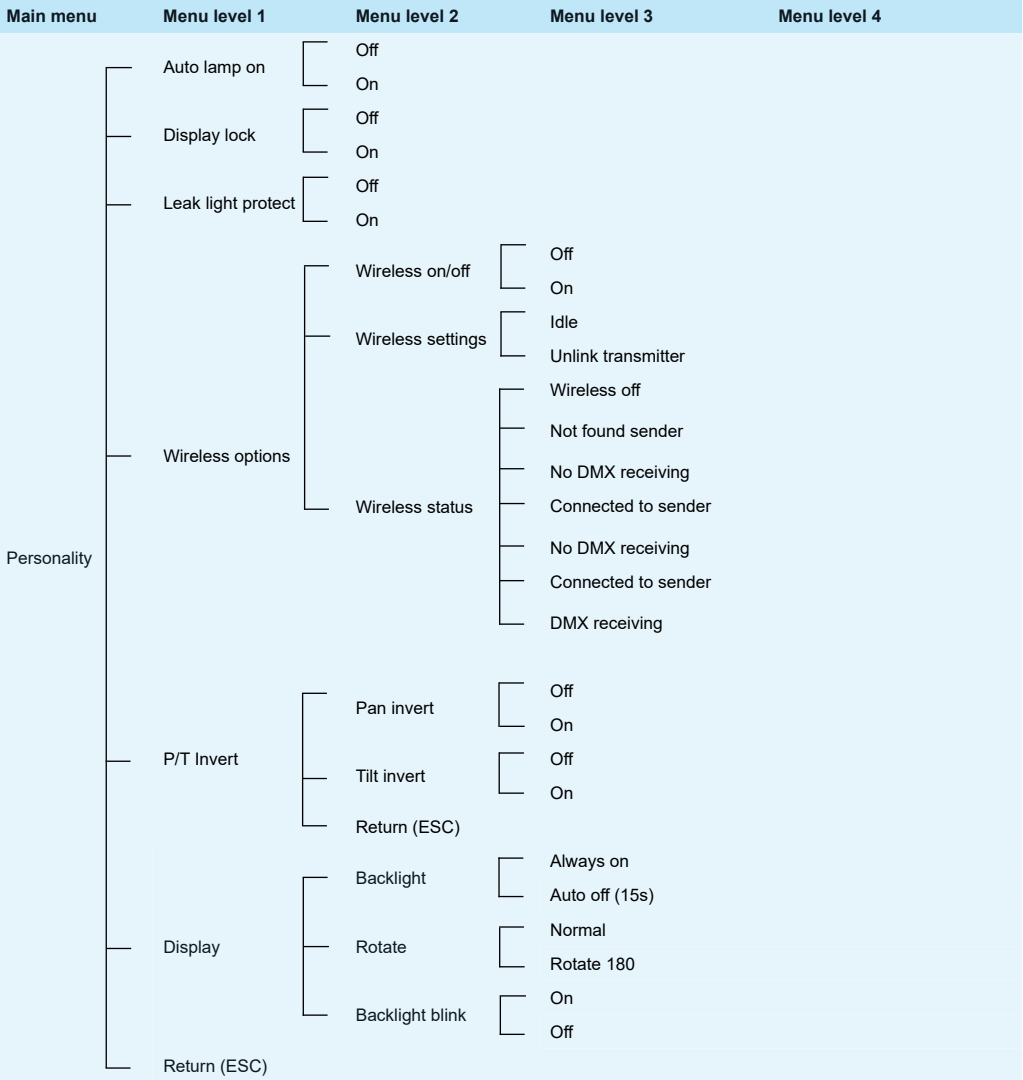 Main menu Menu level 1 Menu level 2 Menu level 3 Menu level 4
Off
Auto lamp on
On
Off
Display lock
On
Off
Leak light protect
On
Off
Wireless on/off
On
Idle
Wireless settings
Unlink transmitter
Wireless off
Not found sender
Wireless options
No DMX receiving
Wireless status
Connected to sender
No DMX receiving
Personality
Connected to sender
DMX receiving
Off
Pan invert
On
P/T Invert
Off
Tilt invert
On
Return (ESC)
Always on
Backlight
Auto off (15s)
Normal
Display
Rotate
Rotate 180
On
Backlight blink
Off
Return (ESC)